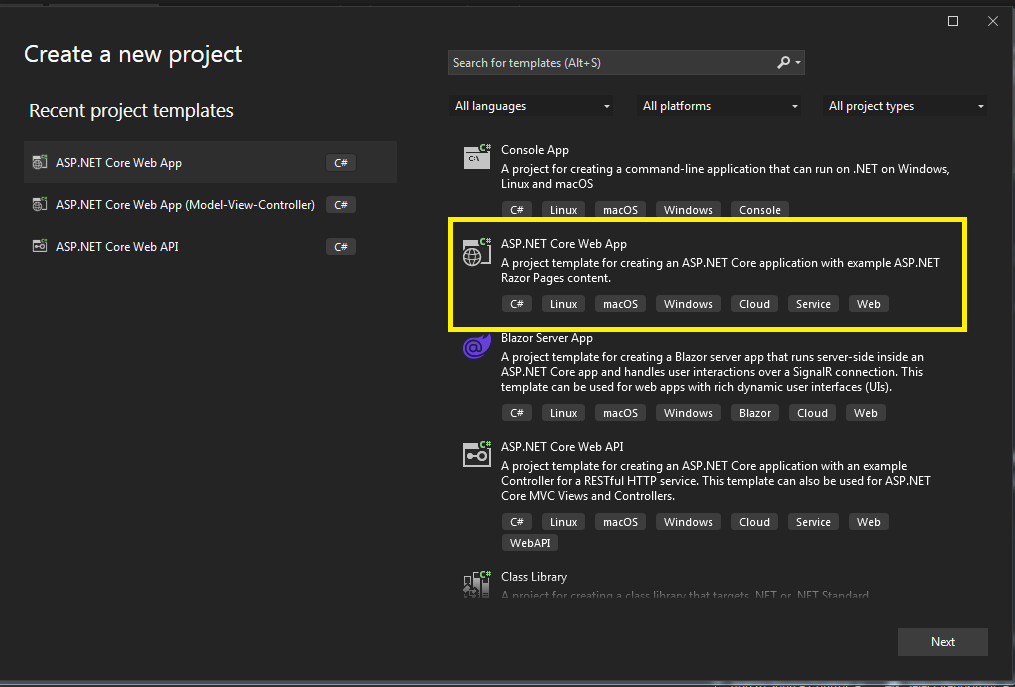 Create a new project
Search for templates (Alt+S)
Recent project templates
All languages
All platforms
All project types
ASP.NET Core Web App C#
ASP.NET Core Web App (Model-View-Controller) C#
ASP.NET Core Web API C#
C#
C:\
Console App
A project for creating a command-line application that can run on .NET on Windows,
Linux and macOS
C# Linux macOS Windows Console
C#
ASP.NET Core Web App
A project template for creating an ASP.NET Core application with example ASP.NET
Razor Pages content.
C# Linux macOS Windows Cloud Service Web
Blazor Server App
A project template for creating a Blazor server app that runs server-side inside an
ASP.NET Core app and handles user interactions over a SignalR connection. This
template can be used for web apps with rich dynamic user interfaces (UIs).
C# Linux macOS Windows Blazor Cloud Web
C#
ASP.NET Core Web API
A project template for creating an ASP.NET Core application with an example
Controller for a RESTful HTTP service. This template can also be used for ASP.NET
Core MVC Views and Controllers.
C# Linux macOS Windows Cloud Service Web
WebAPI
C#
Class Library
A project for creating a class library that targets .NET or .NET Standard
Next